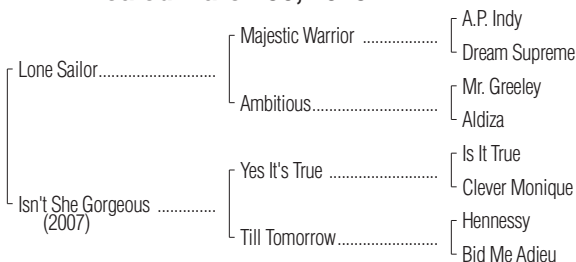 A.P. Indy
Majestic Warrior ..................
Dream Supreme
Lone Sailor............................
Mr. Greeley
Ambitious..............................
Aldiza
Is It True
Yes It's True ..........................
Clever Monique
Isn't She Gorgeous ..............
(2007)
Hennessy
Till Tomorrow........................
Bid Me Adieu